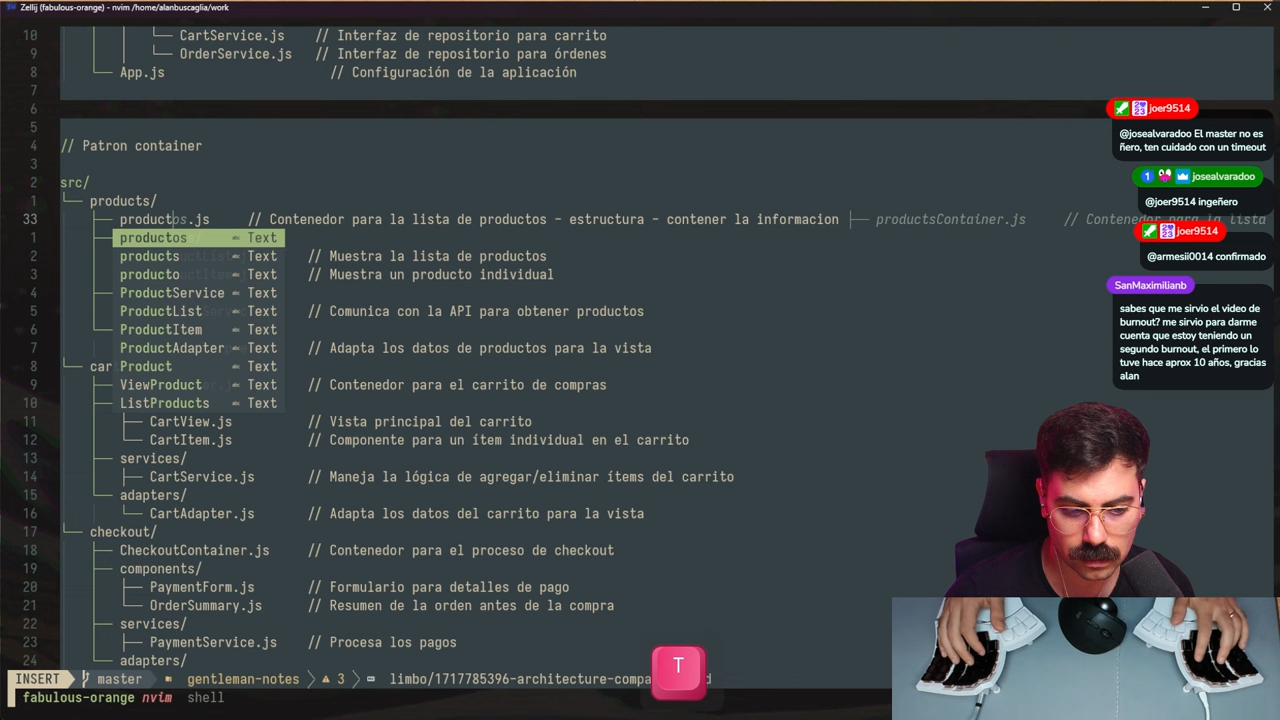 Zellij (fabulous-orange) - nvim /home/alanbuscaglia/work
10 │ │ └── CartService.js // Interfaz de repositorio para carrito
9 │ └── OrderService.js // Interfaz de repositorio para órdenes
8 └── App.js // Configuración de la aplicación
7
6
5
4 // Patron container
3
2 src/
1 └── products/
33 ├── productos.js // Contenedor para la lista de productos - estructura - contener la informacion ├── productsContainer.js // Contenedor para la lista
1 productos Text
2 products Text // Muestra la lista de productos
3 producto Text // Muestra un producto individual
4 ProductService Text
5 ProductList Text // Comunica con la API para obtener productos
6 ProductItem Text
7 ProductAdapter Text // Adapta los datos de productos para la vista
8 └── car Product Text
9 ViewProduct Text // Contenedor para el carrito de compras
10 ListProducts Text
11 ├── CartView.js // Vista principal del carrito
12 └── CartItem.js // Componente para un ítem individual en el carrito
13 ├── services/
14 ├── CartService.js // Maneja la lógica de agregar/eliminar ítems del carrito
15 └── adapters/
16 └── CartAdapter.js // Adapta los datos del carrito para la vista
17 └── checkout/
18 ├── CheckoutContainer.js // Contenedor para el proceso de checkout
19 ├── components/
20 ├── PaymentForm.js // Formulario para detalles de pago
21 └── OrderSummary.js // Resumen de la orden antes de la compra
22 ├── services/
23 ├── PaymentService.js // Procesa los pagos
24 └── adapters/
INSERT master gentleman-notes 3 limbo/1717785396-architecture-compa
fabulous-orange nvim shell
T
joer9514
@josealvaradoo El master no es
ñero, ten cuidado con un timeout
1 josealvaradoo
@joer9514 ingeñero
joer9514
@armesii0014 confirmado
SanMaximilianb
sabes que me sirvio el video de
burnout? me sirvio para darme
cuenta que estoy teniendo un
segundo burnout, el primero lo
tuve hace aprox 10 años, gracias
alan